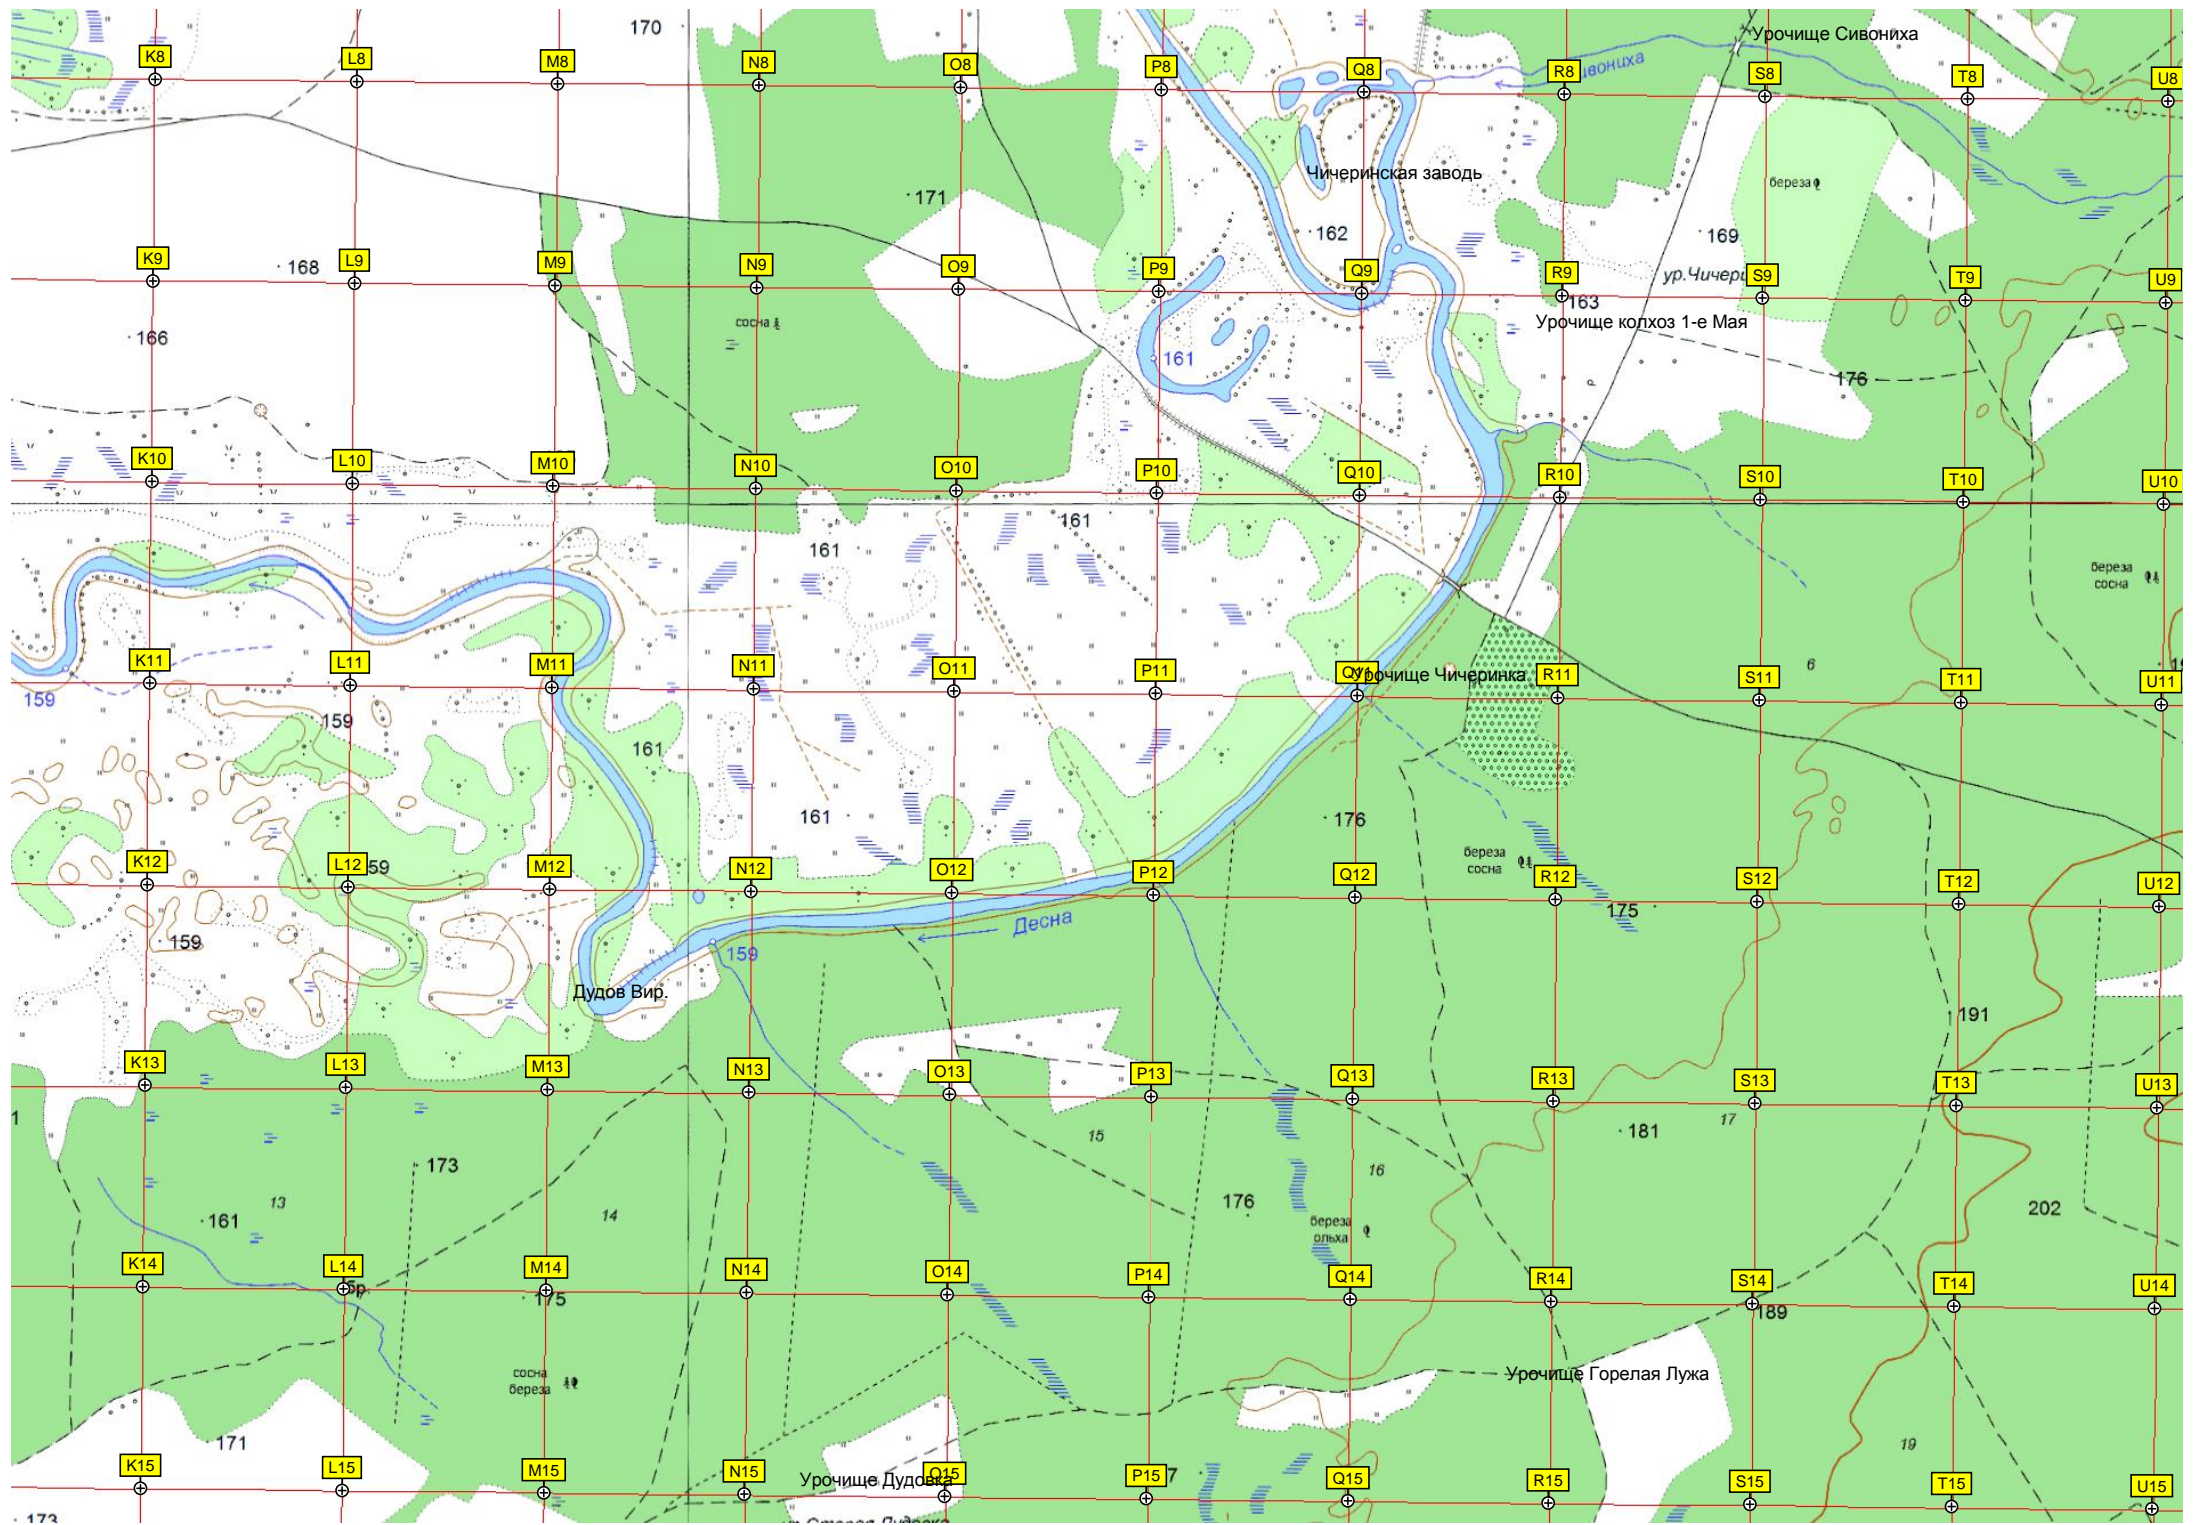 170
Урочище Сивониха
K8 L8 M8 N8 O8 P8 Q8 R8 S8 T8 U8
ивониха
Чичеринская заводь
береза
171
162
169
168
K9 L9 M9 N9 O9 P9 Q9 R9 S9 T9 U9
ур.Чичери
163
166
сосна
Урочище колхоз 1-е Мая
161
176
K10 L10 M10 N10 O10 P10 Q10 R10 S10 T10 U10
161
161
береза
сосна
K11 L11 M11 N11 O11 P11 R11 S11 T11 U11
Урочище Чичеринка
6
159
159
161
161
176
береза
сосна
K12 L12 M12 N12 O12 P12 Q12 R12 S12 T12 U12
59
175
Десна
159
159
Дудов Вир.
191
K13 L13 M13 N13 O13 P13 Q13 R13 S13 T13 U13
1
15
181
17
173
16
13
161
14
176
202
береза
ольха
K14 L14 M14 N14 O14 P14 Q14 R14 S14 T14 U14
бр.
175
189
сосна
береза
Урочище Горелая Лужа
171
19
K15 L15 M15 N15 O15 P15 7 Q15 R15 S15 T15 U15
Урочище Дудовка
173